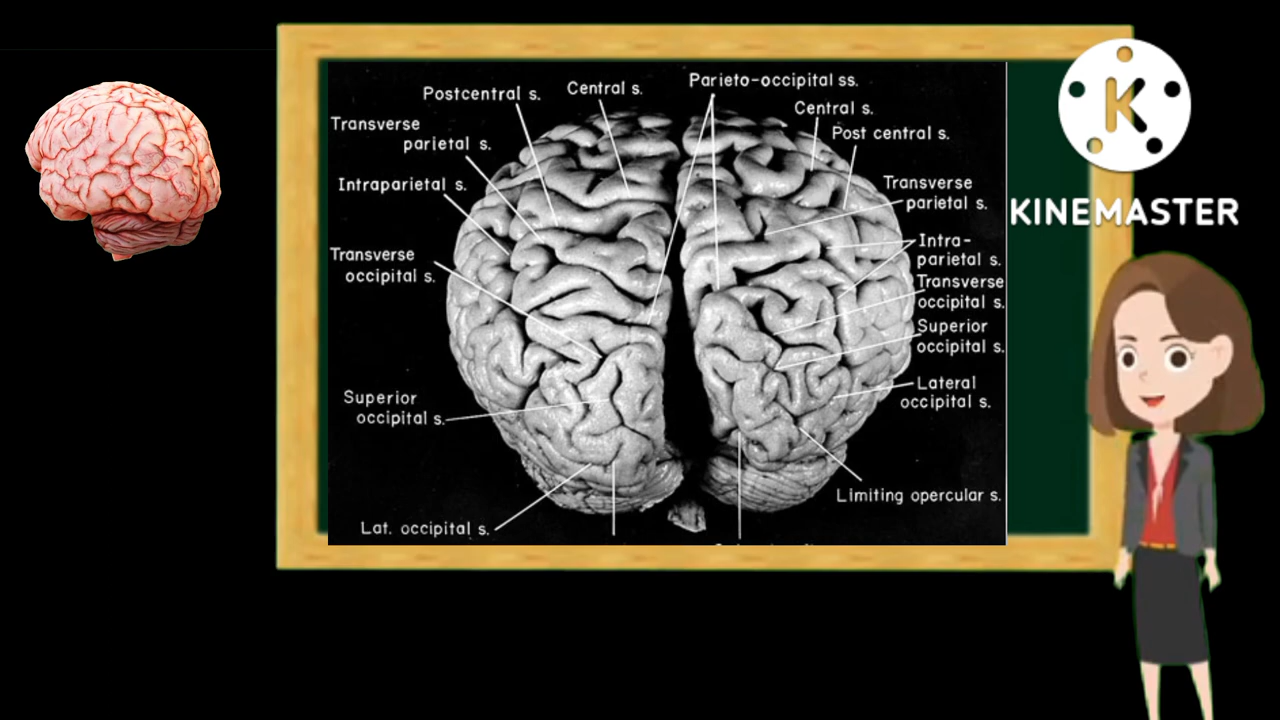 Postcentral s.
Central s.
Parieto-occipital ss.
Central s.
Post central s.
Transverse
parietal s.
Intraparietal s.
Transverse
occipital s.
Superior
occipital s.
Lat. occipital s.
Transverse
parietal s.
Intra-
parietal s.
Transverse
occipital s.
Superior
occipital s.
Lateral
occipital s.
Limiting opercular s.
KINEMASTER